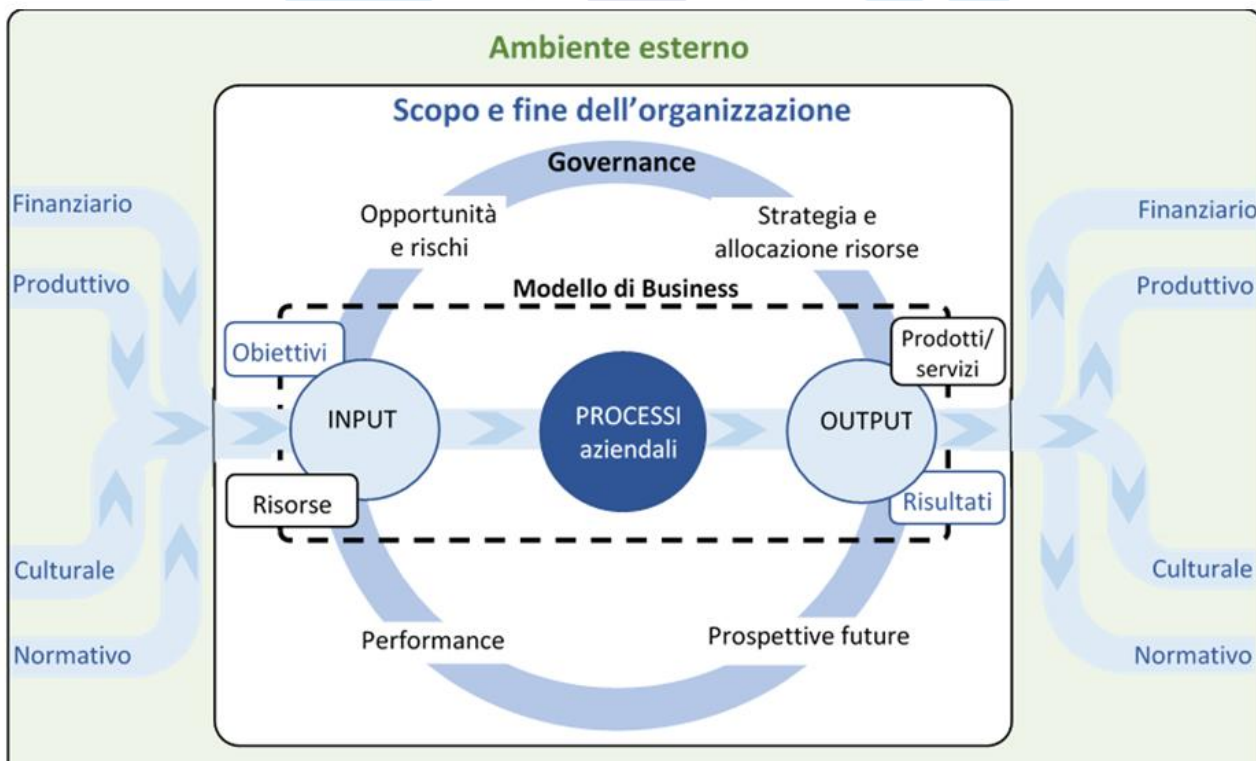 Ambiente esterno
Scopo e fine dell'organizzazione
Governance
Finanziario
Opportunità
e rischi
Strategia e
allocazione risorse
Finanziario
Produttivo
Modello di Business
Produttivo
Obiettivi
Prodotti/
servizi
INPUT
PROCESSI
aziendali
OUTPUT
Risorse
Risultati
Culturale
Culturale
Performance
Prospettive future
Normativo
Normativo